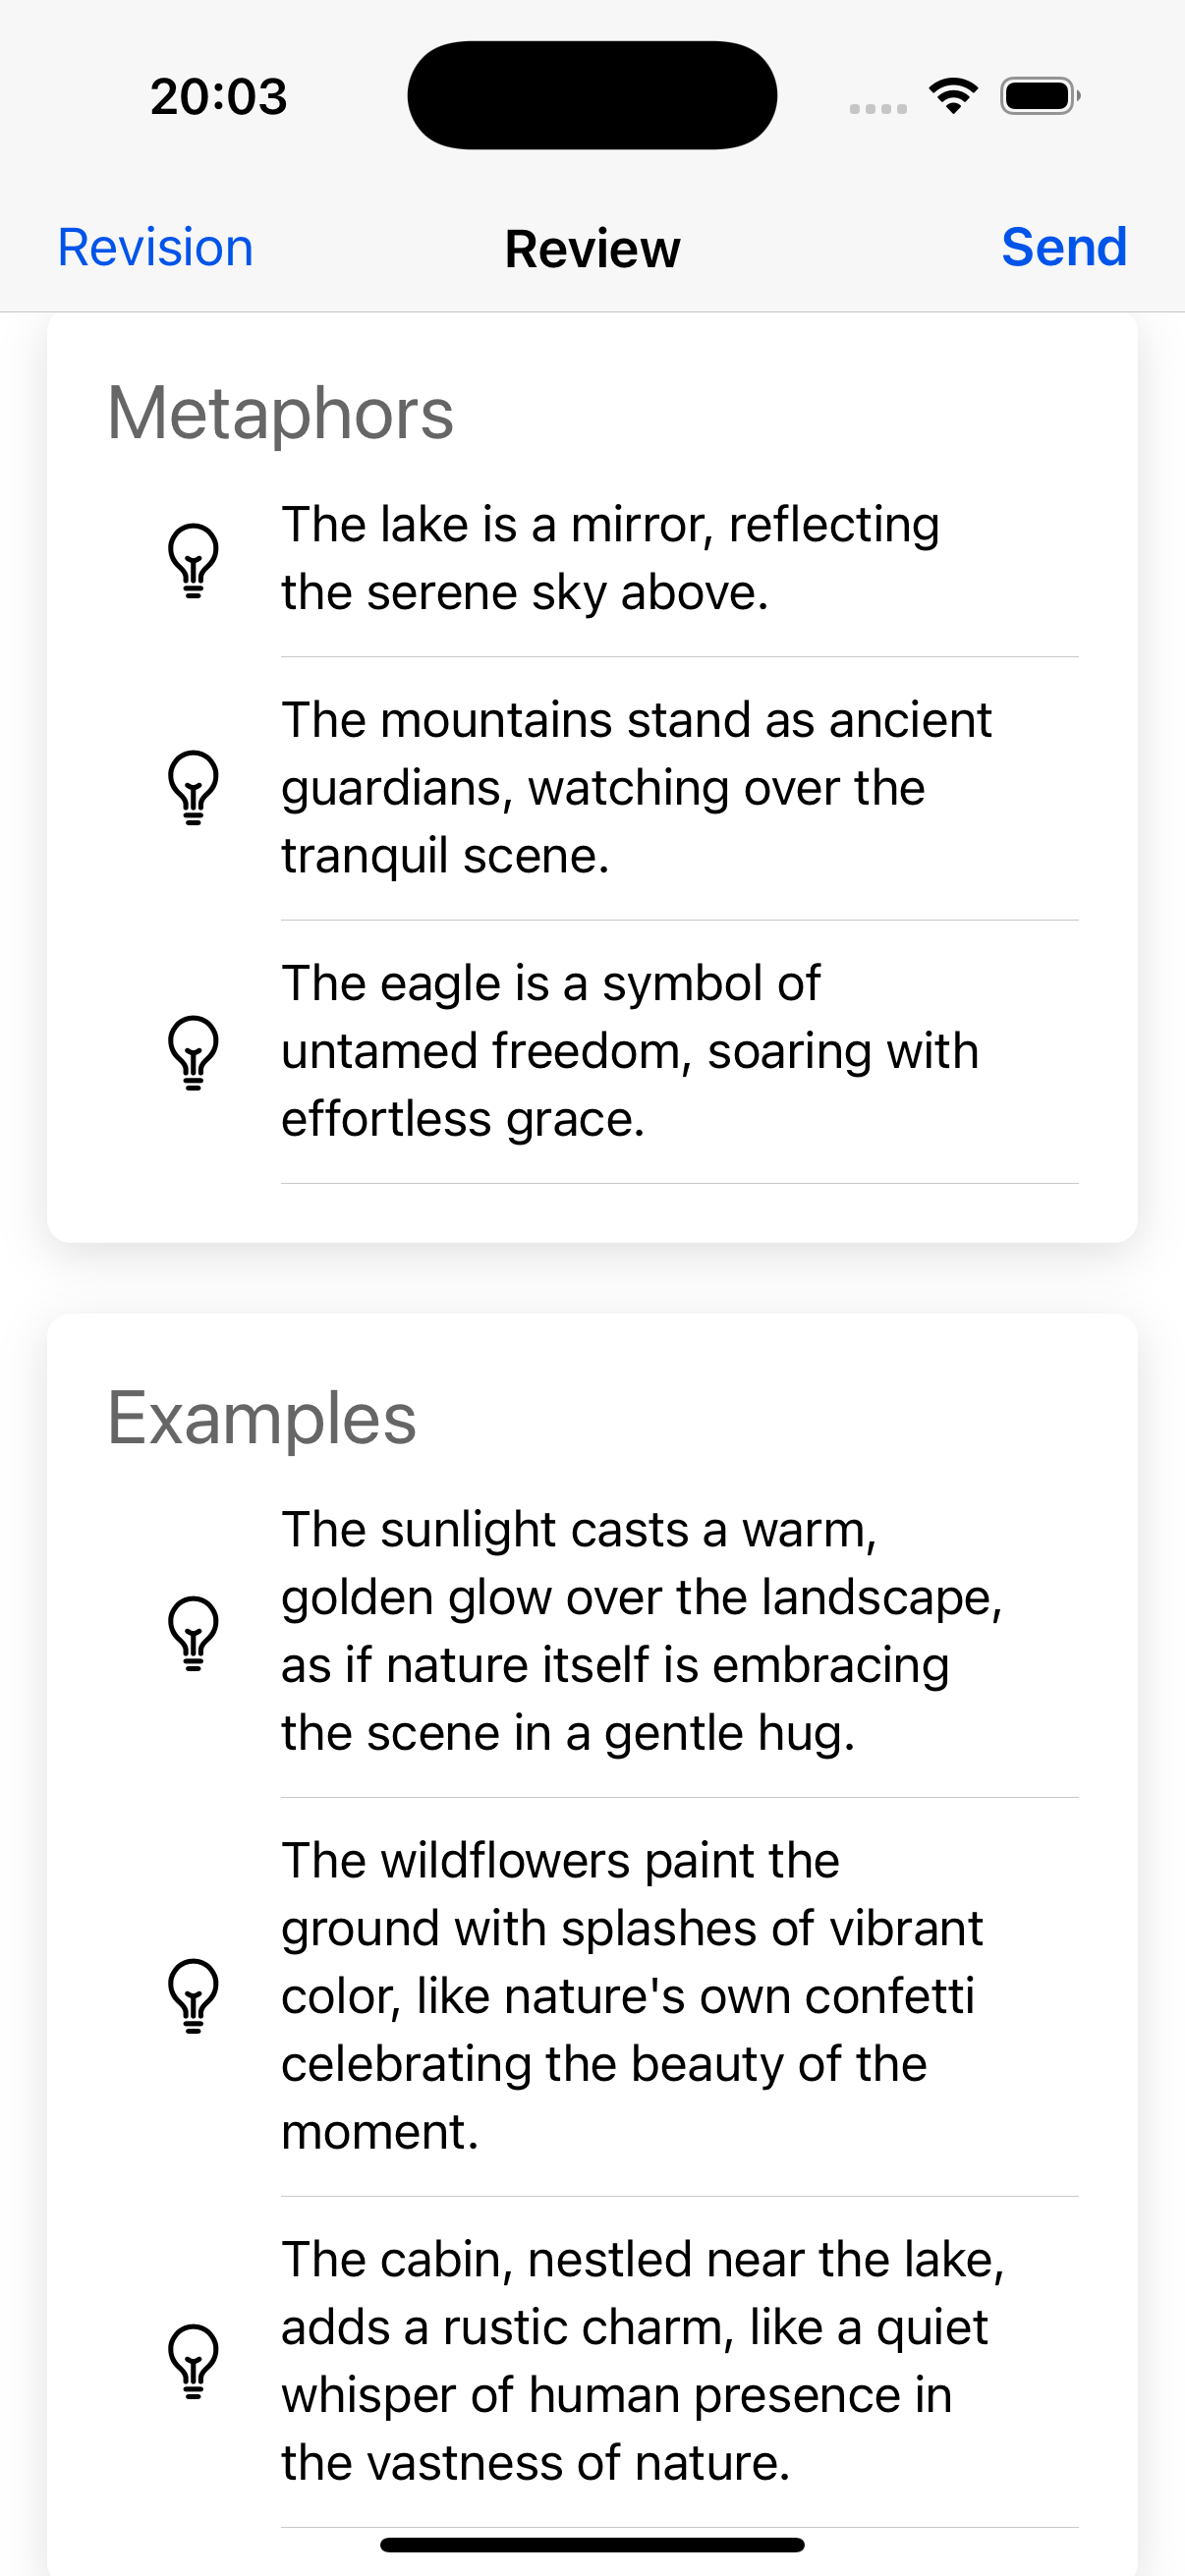 20:03
Revision Review Send
Metaphors
The lake is a mirror, reflecting
the serene sky above.
The mountains stand as ancient
guardians, watching over the
tranquil scene.
The eagle is a symbol of
untamed freedom, soaring with
effortless grace.
Examples
The sunlight casts a warm,
golden glow over the landscape,
as if nature itself is embracing
the scene in a gentle hug.
The wildflowers paint the
ground with splashes of vibrant
color, like nature's own confetti
celebrating the beauty of the
moment.
The cabin, nestled near the lake,
adds a rustic charm, like a quiet
whisper of human presence in
the vastness of nature.